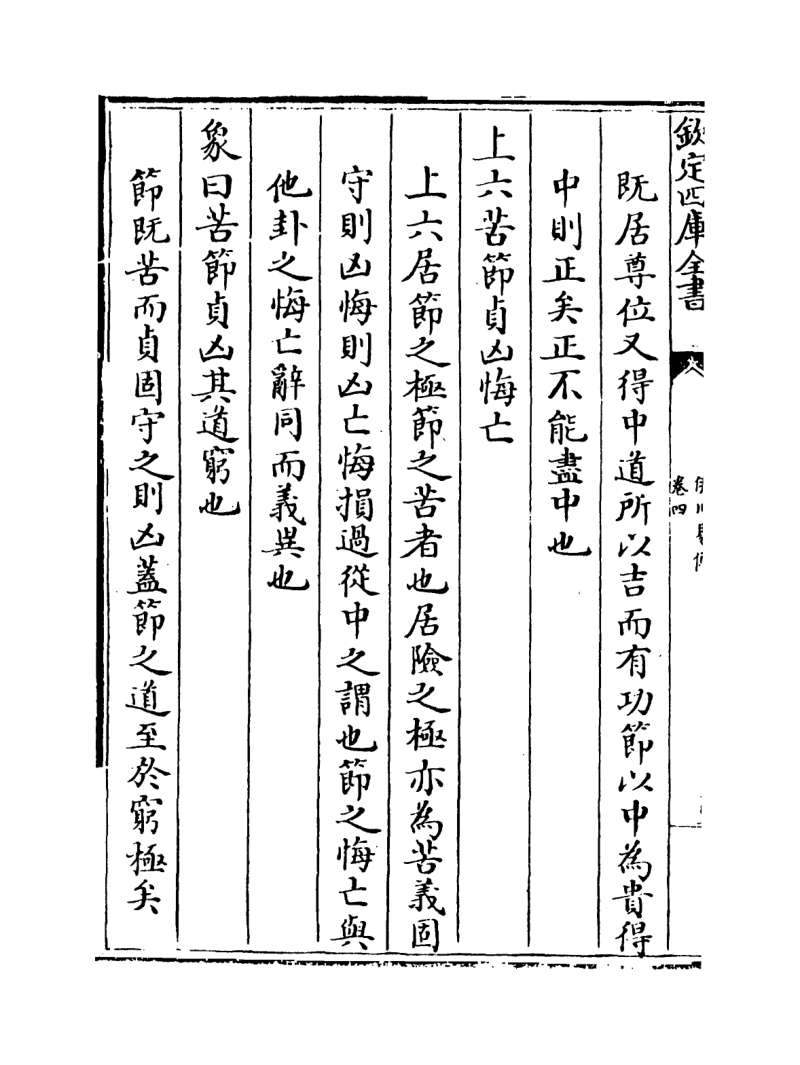 欽定四庫全書
卷四
既居尊位又得中道所以吉而有功節以中為貴得
中則正矣正不能盡中也
上六苦節貞凶悔亡
上六居節之極節之苦者也居險之極亦為苦義固
守則凶悔則凶亡悔損過從中之謂也節之悔亡與
他卦之悔亡辭同而義異也
象曰苦節貞凶其道窮也
節既苦而貞固守之則凶蓋節之道至於窮極矣